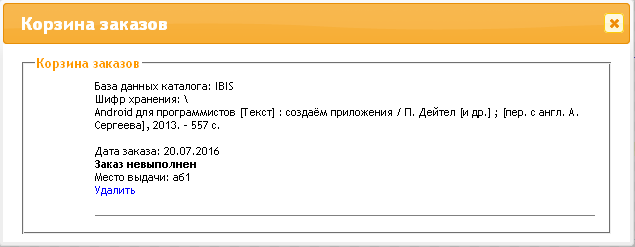 Корзина заказов
Корзина заказов
База данных каталога: IBIS
Шифр хранения: \
Android для программистов [Текст] : создаём приложения / П. Дейтел [и др.] ; [пер. с англ. А.
Сергеева], 2013. - 557 с.
Дата заказа: 20.07.2016
Заказ невыполнен
Место выдачи: аб1
Удалить